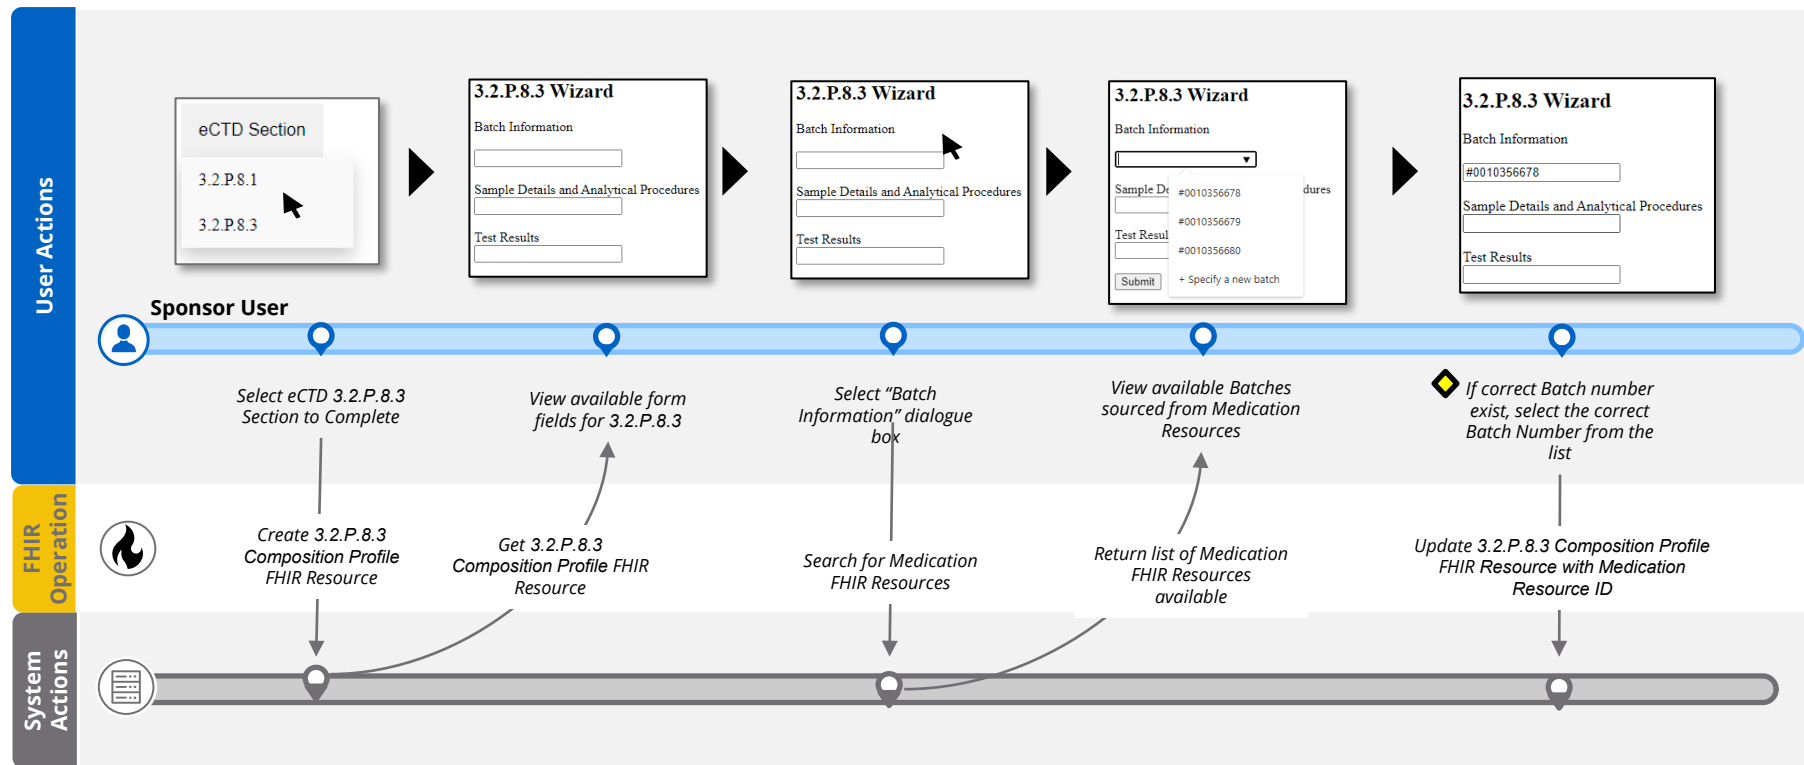 User Actions
eCTD Section
3.2.P.8.1
3.2.P.8.3
3.2.P.8.3 Wizard
Batch Information
Sample Details and Analytical Procedures
Test Results
3.2.P.8.3 Wizard
Batch Information
Sample Details and Analytical Procedures
Test Results
3.2.P.8.3 Wizard
Batch Information
Sample De
dures
Test Resul
Submit
#0010356678
#0010356679
#0010356680
+ Specify a new batch
3.2.P.8.3 Wizard
Batch Information
#0010356678
Sample Details and Analytical Procedures
Test Results
Sponsor User
Select eCTD 3.2.P.8.3
Section to Complete
View available form
fields for 3.2.P.8.3
Select “Batch
Information” dialogue
box
View available Batches
sourced from Medication
Resources
If correct Batch number
exist, select the correct
Batch Number from the
list
FHIR
Operation
Create 3.2.P.8.3
Composition Profile
FHIR Resource
Get 3.2.P.8.3
Composition Profile FHIR
Resource
Search for Medication
FHIR Resources
Return list of Medication
FHIR Resources
available
Update 3.2.P.8.3 Composition Profile
FHIR Resource with Medication
Resource ID
System
Actions